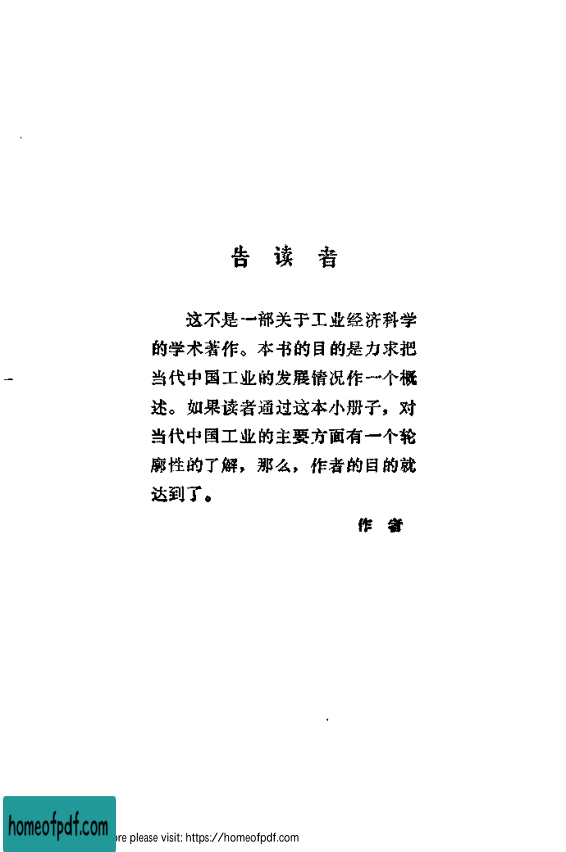 告读者
这不是一部关于工业经济科学
的学术著作。本书的目的是力求把
当代中国工业的发展情况作一个概
述。如果读者通过这本小册子，对
当代中国工业的主要方面有一个轮
廓性的了解，那么，作者的目的就
达到了。
作者
homeofpdf.com
ore please visit: https://homeofpdf.com